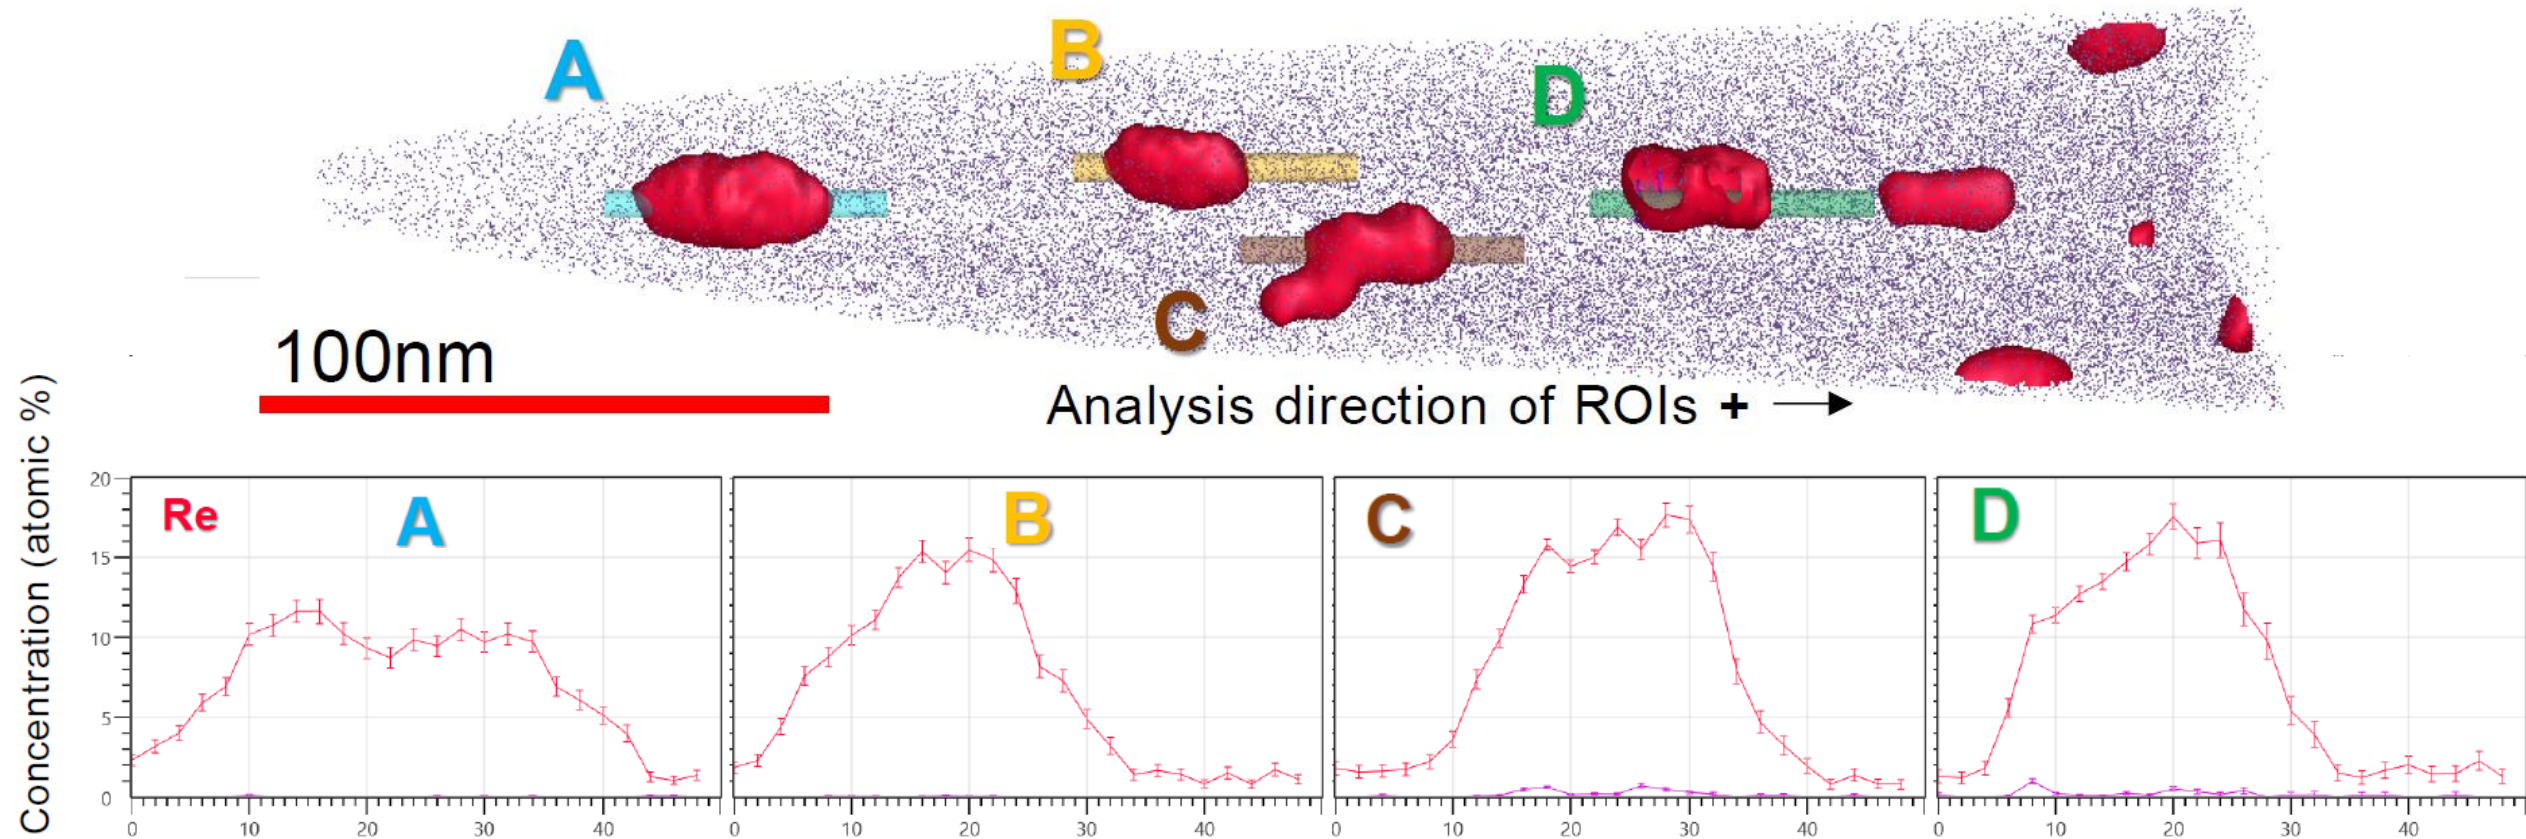 A
B
D
C
100nm
Analysis direction of ROIs + →
Concentration (atomic %)
Re A
B
C
D
20
15
10
5
0
0 10 20 30 40
0 10 20 30 40
0 10 20 30 40
0 10 20 30 40